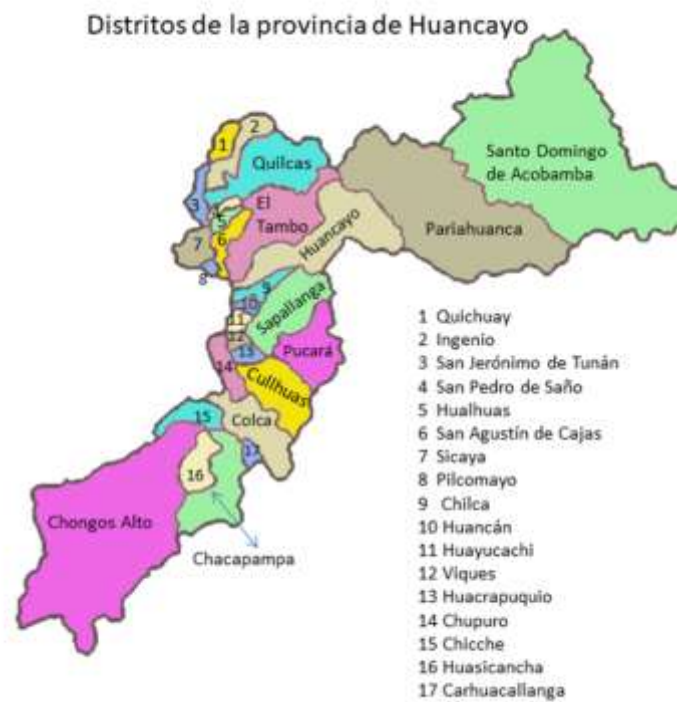 Distritos de la provincia de Huancayo
1
2
Quilcas
Santo Domingo
de Acobamba
3
4
5
El
Tambo
6
7
8
Huancayo
Pariahuanca
9
10
Sapallanga
11
12
13
Pucará
14
Cullhuas
15
Colca
17
16
Chongos Alto
Chacapampa
1 Quichuay
2 Ingenio
3 San Jerónimo de Tunán
4 San Pedro de Saño
5 Hualhuas
6 San Agustín de Cajas
7 Sicaya
8 Pilcomayo
9 Chilca
10 Huancán
11 Huayucachi
12 Viques
13 Huacrapuquio
14 Chupuro
15 Chicche
16 Huasicancha
17 Carhuacallanga